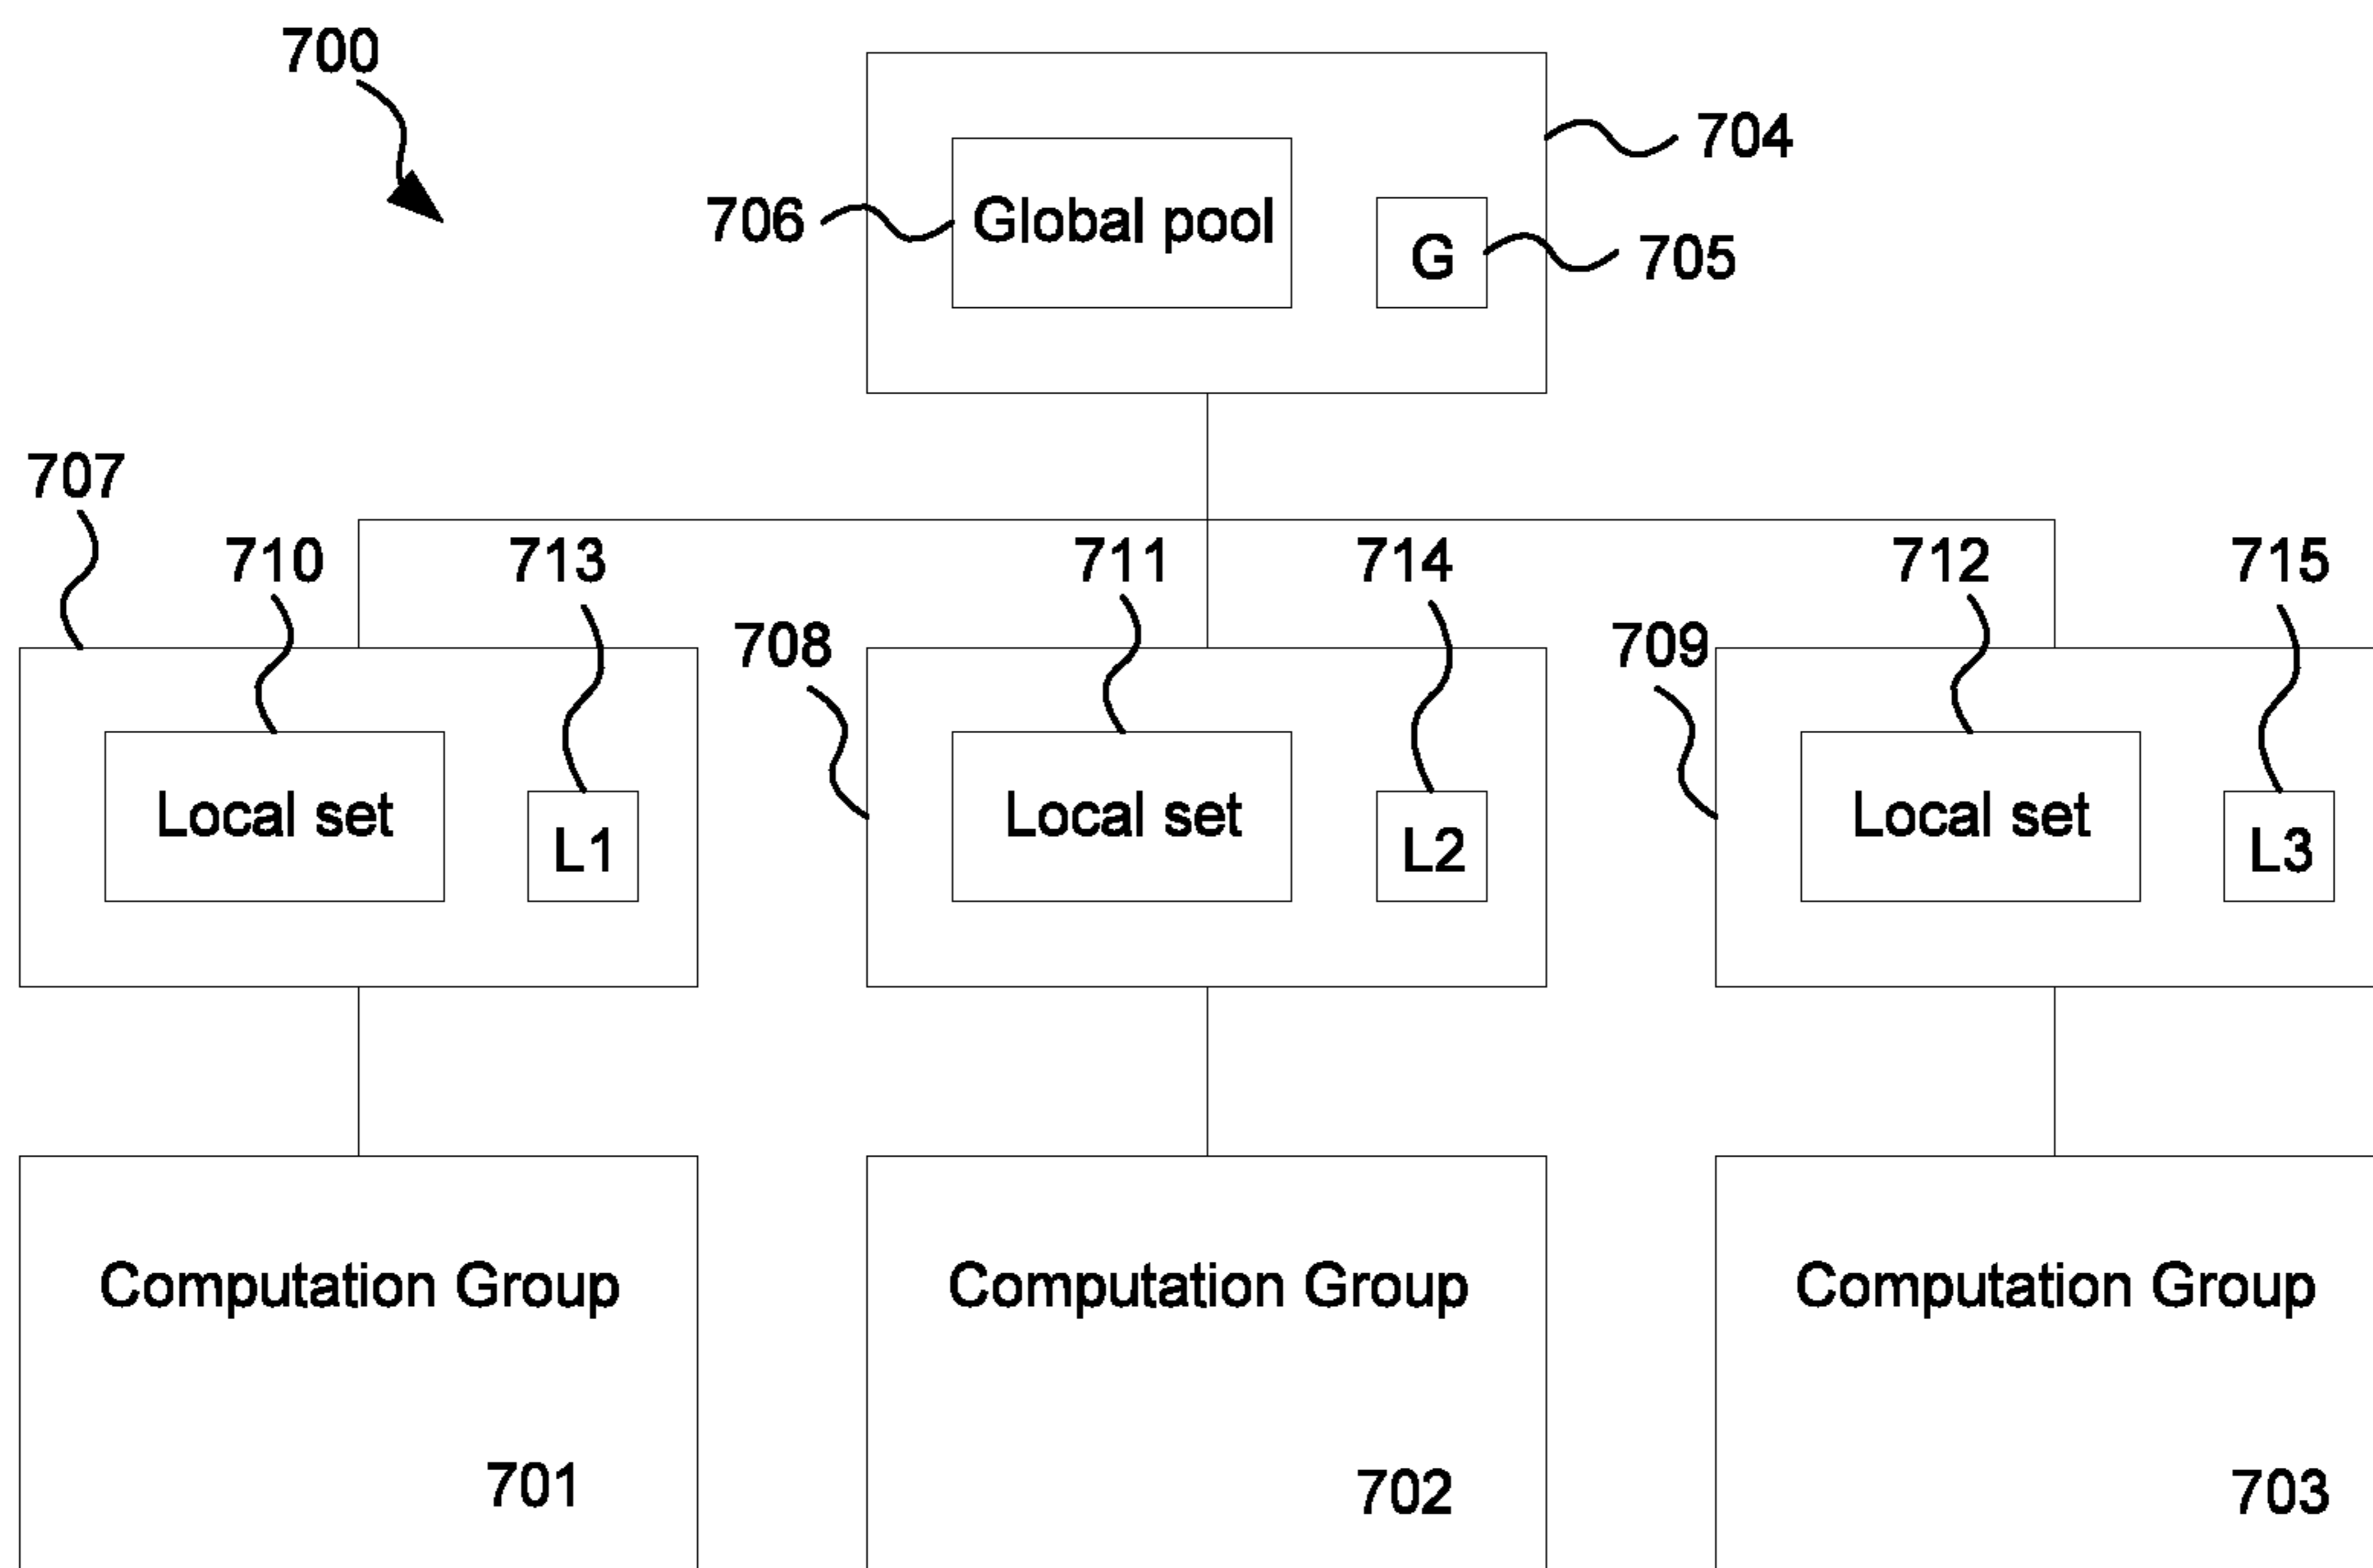 700
704
706
Global pool
G
705
707
710
713
711
714
712
715
708
709
Local set
L1
Local set
L2
Local set
L3
Computation Group
701
Computation Group
702
Computation Group
703